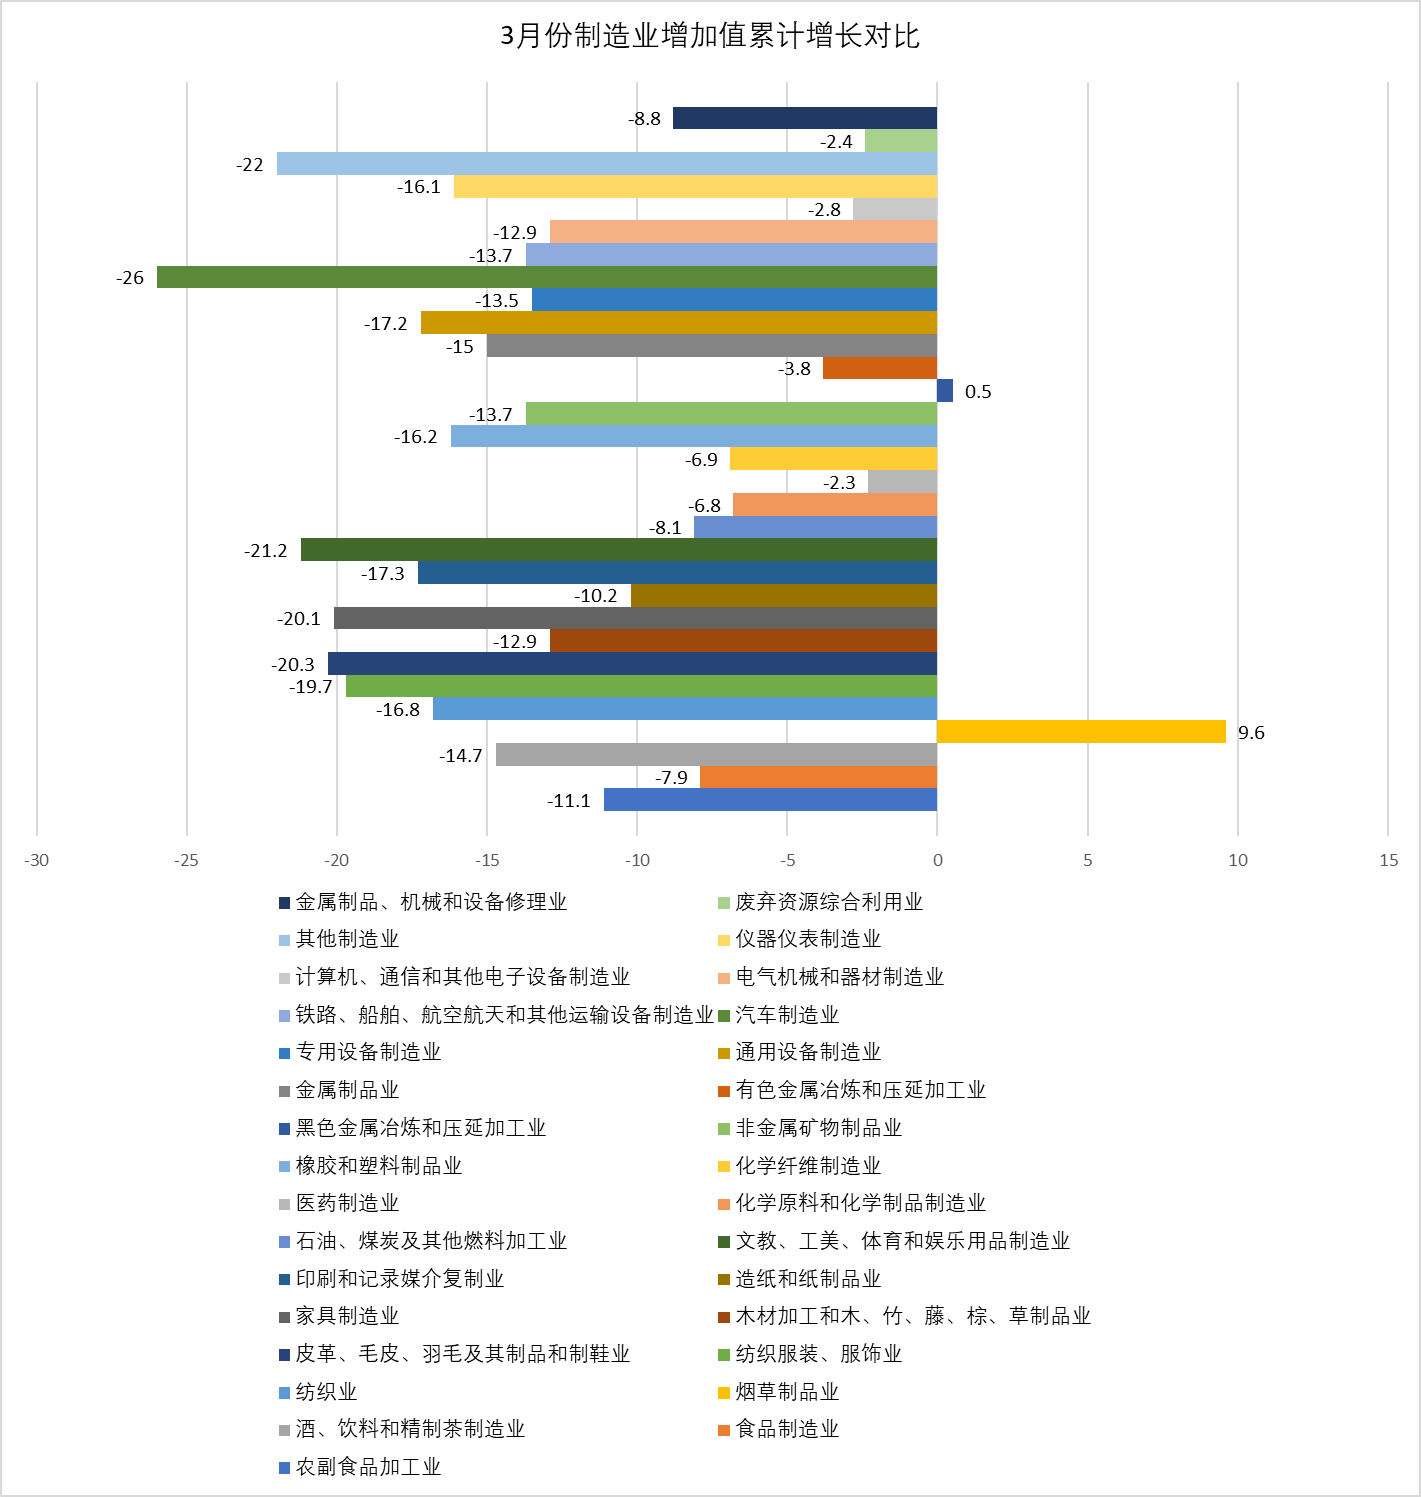 3月份制造业增加值累计增长对比
-8.8
-2.4
-22
-16.1
-2.8
-12.9
-13.7
-26
-13.5
-17.2
-15
-3.8
0.5
-13.7
-16.2
-6.9
-2.3
-6.8
-8.1
-21.2
-17.3
-10.2
-20.1
-12.9
-20.3
-19.7
-16.8
9.6
-14.7
-7.9
-11.1
-30 -25 -20 -15 -10 -5 0 5 10 15
金属制品、机械和设备修理业 废弃资源综合利用业
其他制造业 仪器仪表制造业
计算机、通信和其他电子设备制造业 电气机械和器材制造业
铁路、船舶、航空航天和其他运输设备制造业 汽车制造业
专用设备制造业 通用设备制造业
金属制品业 有色金属冶炼和压延加工业
黑色金属冶炼和压延加工业 非金属矿物制品业
橡胶和塑料制品业 化学纤维制造业
医药制造业 化学原料和化学制品制造业
石油、煤炭及其他燃料加工业 文教、工美、体育和娱乐用品制造业
印刷和记录媒介复制业 造纸和纸制品业
家具制造业 木材加工和木、竹、藤、棕、草制品业
皮革、毛皮、羽毛及其制品和制鞋业 纺织服装、服饰业
纺织业 烟草制品业
酒、饮料和精制茶制造业 食品制造业
农副食品加工业